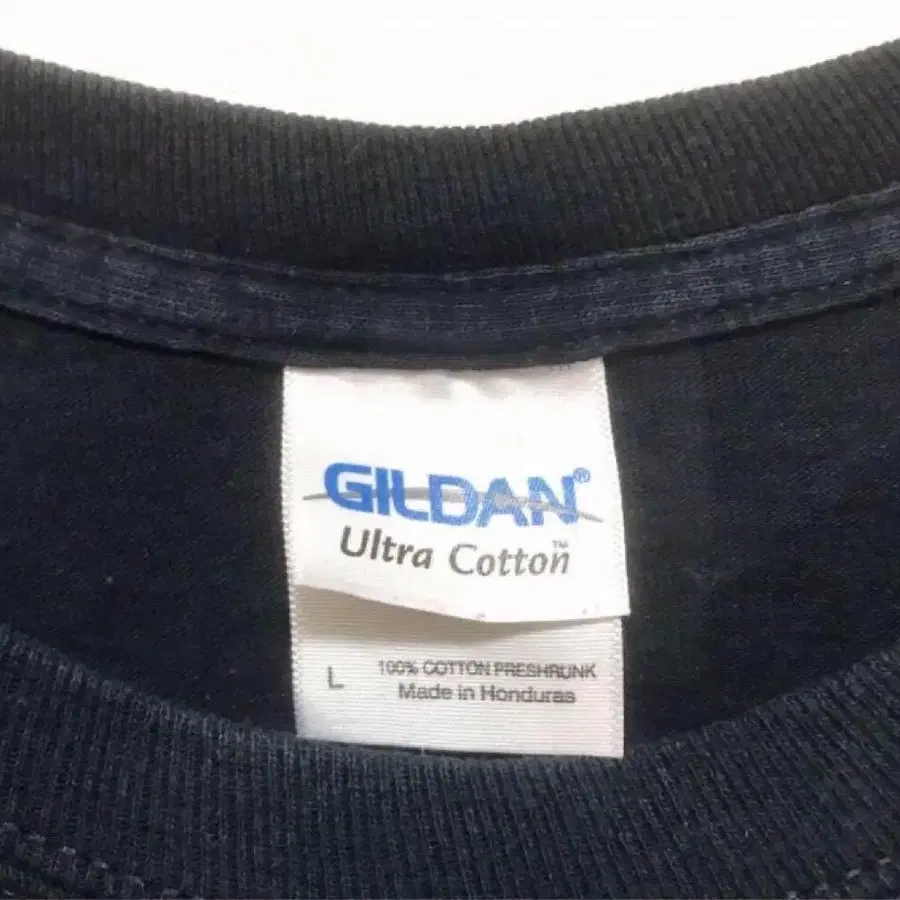 GILDAN®
Ultra Cotton™
L
100% COTTON PRESHRUNK
Made in Honduras